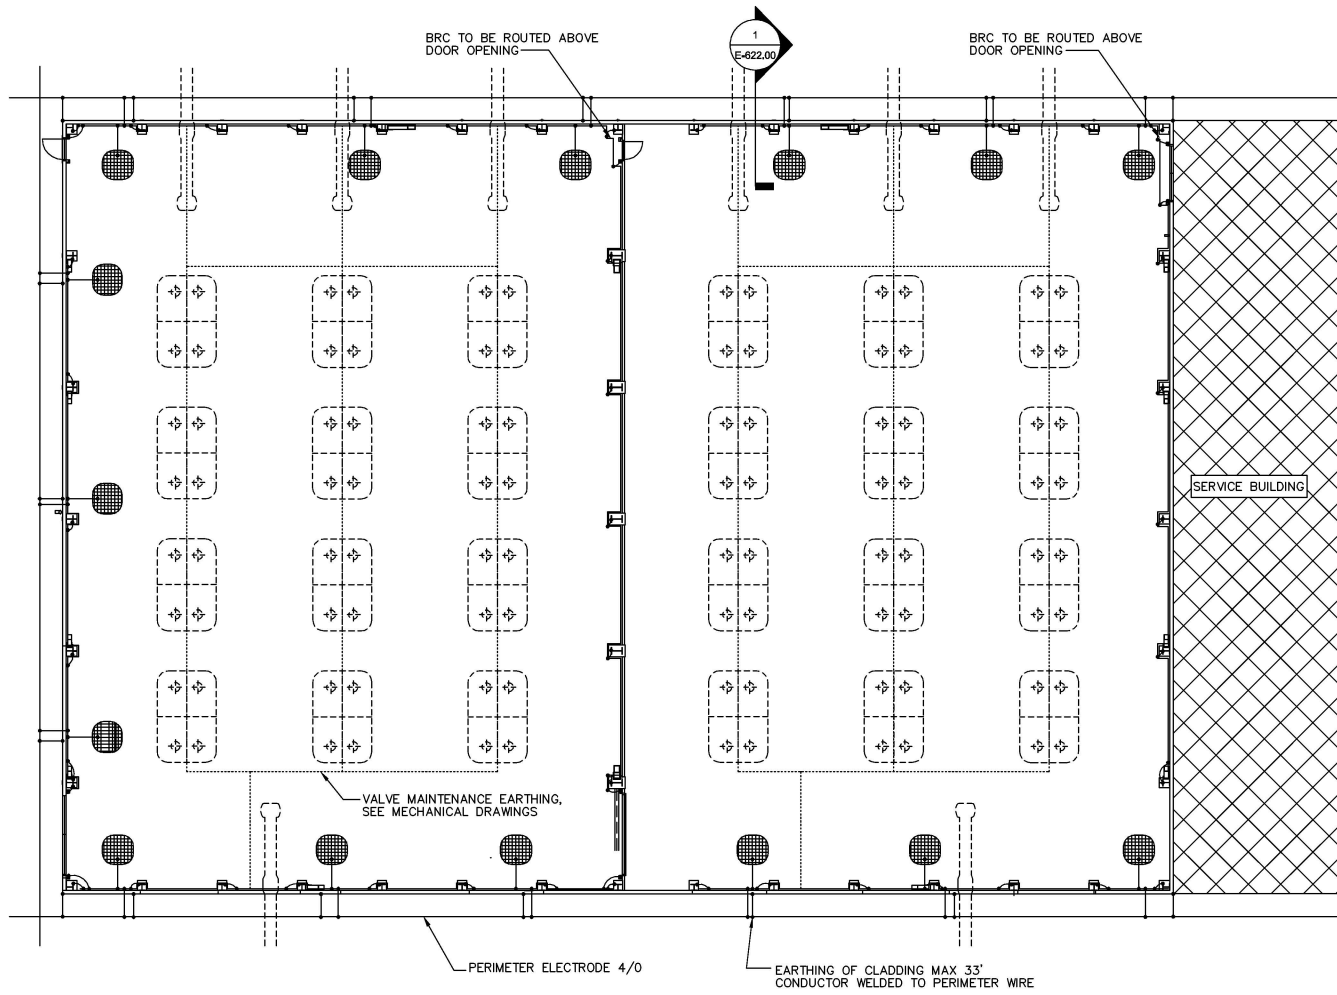 BRC TO BE ROUTED ABOVE
DOOR OPENING
1
E-622.00
BRC TO BE ROUTED ABOVE
DOOR OPENING
SERVICE BUILDING
VALVE MAINTENANCE EARTHING,
SEE MECHANICAL DRAWINGS
PERIMETER ELECTRODE 4/0
EARTHING OF CLADDING MAX 33'
CONDUCTOR WELDED TO PERIMETER WIRE